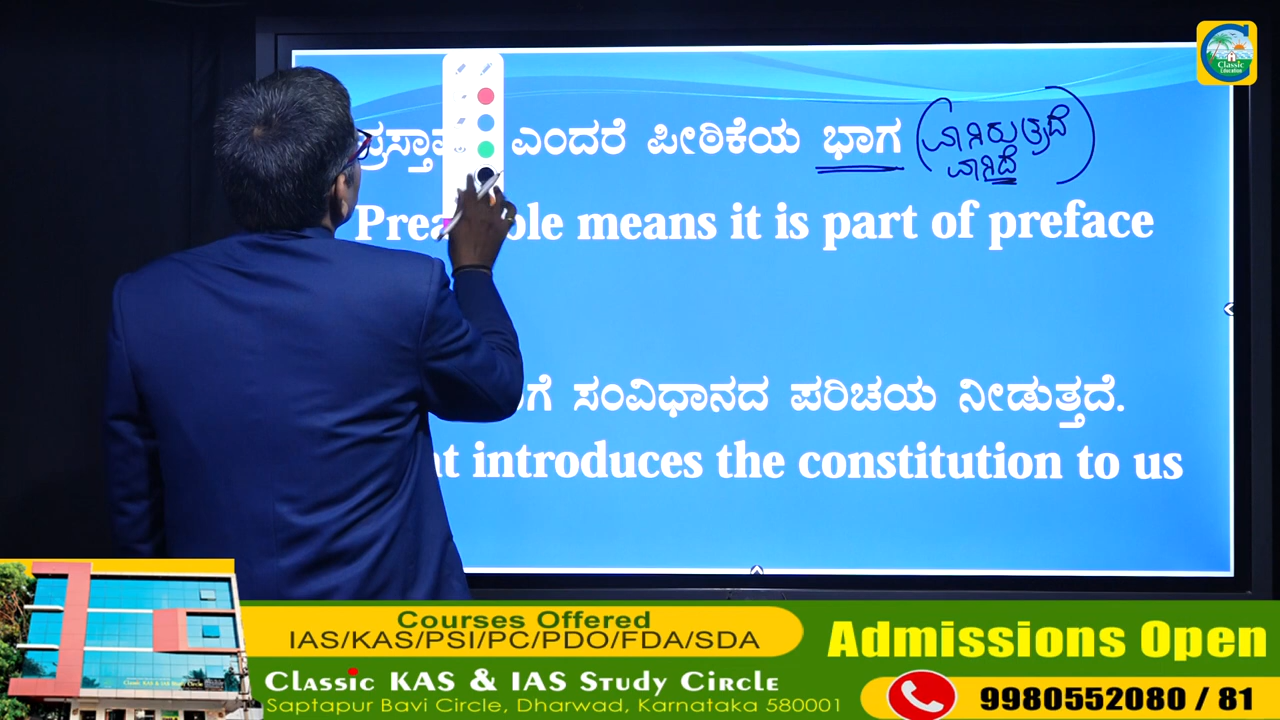 ಎಂದರೆ ಪೀಠಿಕೆಯ ಭಾಗ (ವಾಗಿರುತ್ತದೆ
ವಾಗಿದೆ)
means it is part of preface
ಸಂವಿಧಾನದ ಪರಿಚಯ ನೀಡುತ್ತದೆ.
introduces the constitution to us
Classic
Education
Courses Offered
IAS/KAS/PSI/PC/PDO/FDA/SDA
Classic KAS & IAS Study Circle
Saptapur Bavi Circle, Dharwad, Karnataka 580001
Admissions Open
9980552080 / 81